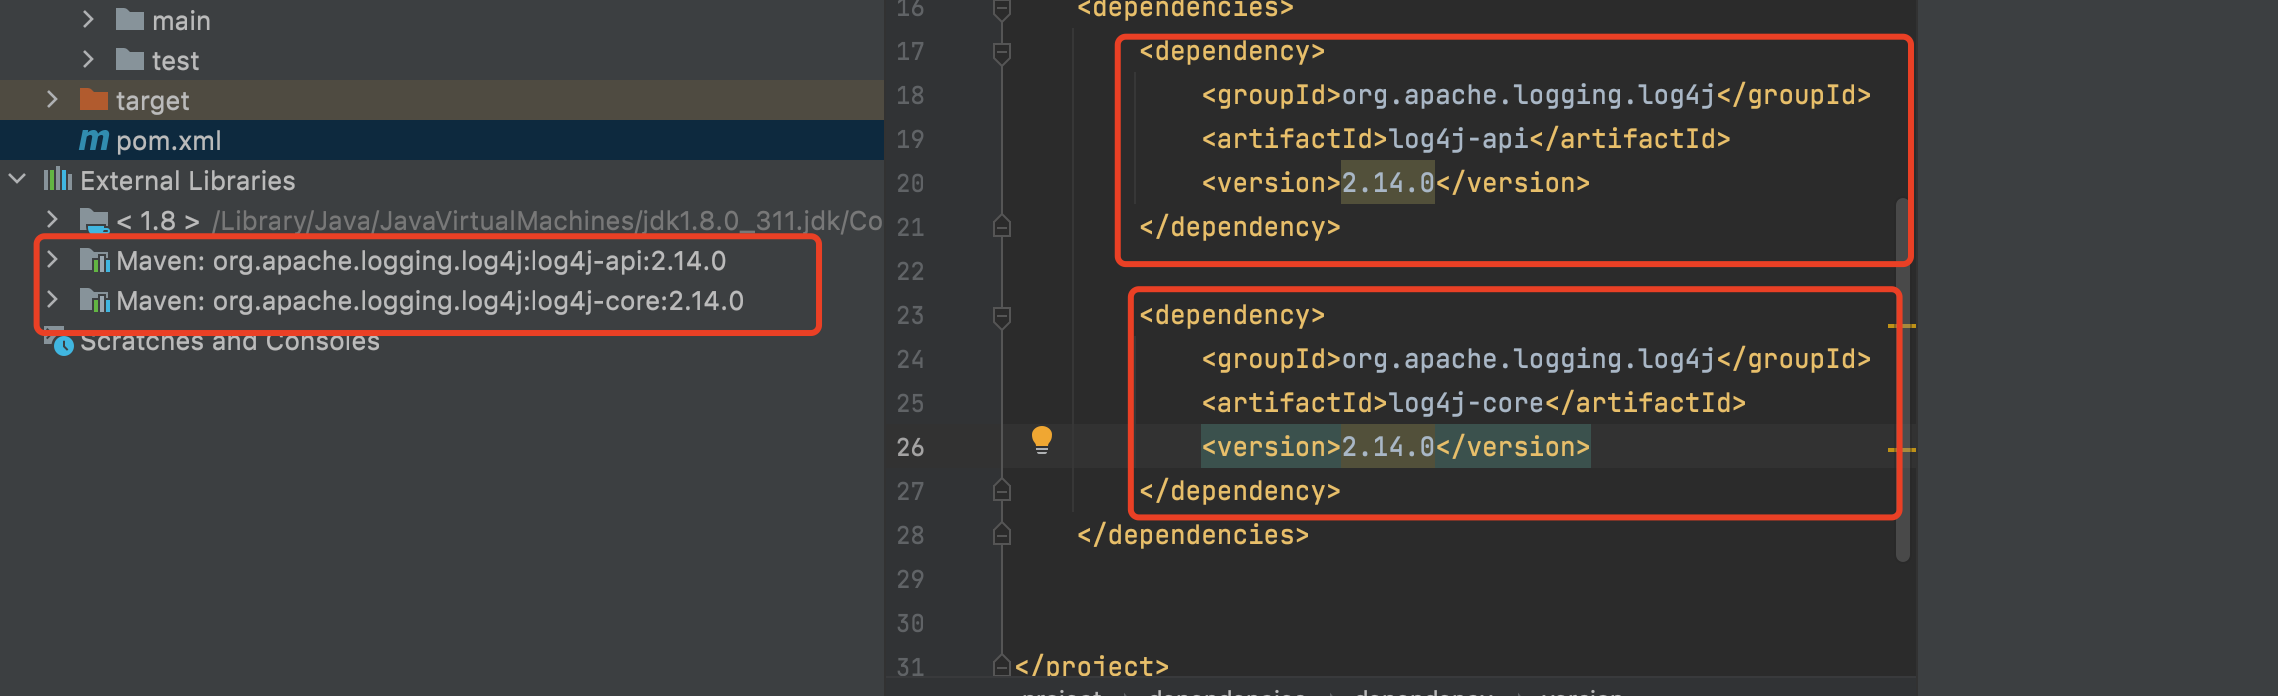 main
test
target
pom.xml
External Libraries
< 1.8 > /Library/Java/JavaVirtualMachines/jdk1.8.0_311.jdk/Co
Maven: org.apache.logging.log4j:log4j-api:2.14.0
Maven: org.apache.logging.log4j:log4j-core:2.14.0
Scratches and Consoles
16 <dependencies>
17 <dependency>
18 <groupId>org.apache.logging.log4j</groupId>
19 <artifactId>log4j-api</artifactId>
20 <version>2.14.0</version>
21 </dependency>
22
23 <dependency>
24 <groupId>org.apache.logging.log4j</groupId>
25 <artifactId>log4j-core</artifactId>
26 <version>2.14.0</version>
27 </dependency>
28 </dependencies>
29
30
31 </project>
project › dependencies › dependency › version